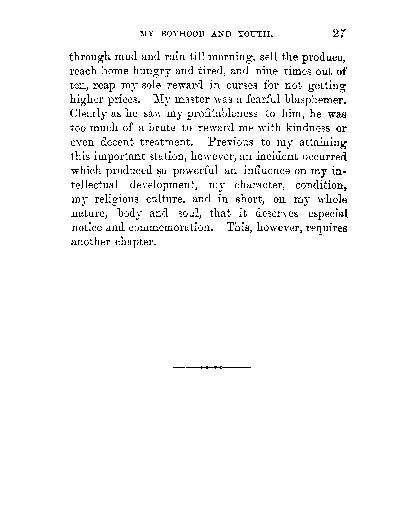 MY BOYHOOD AND YOUTH. 27
through mud and rain till morning, sell the produce,
reach home hungry and tired, and nine times out of
ten, reap my sole reward in curses for not getting
higher prices. My master was a fearful blasphemer.
Clearly as he saw my profitableness to him, he was
too much of a brute to reward me with kindness or
even decent treatment. Previous to my attaining
this important station, however, an incident occurred
which produced so powerful an influence on my in-
tellectual development, my character, condition,
my religious culture, and in short, on my whole
nature, body and soul, that it deserves especial
notice and commemoration. This, however, requires
another chapter.